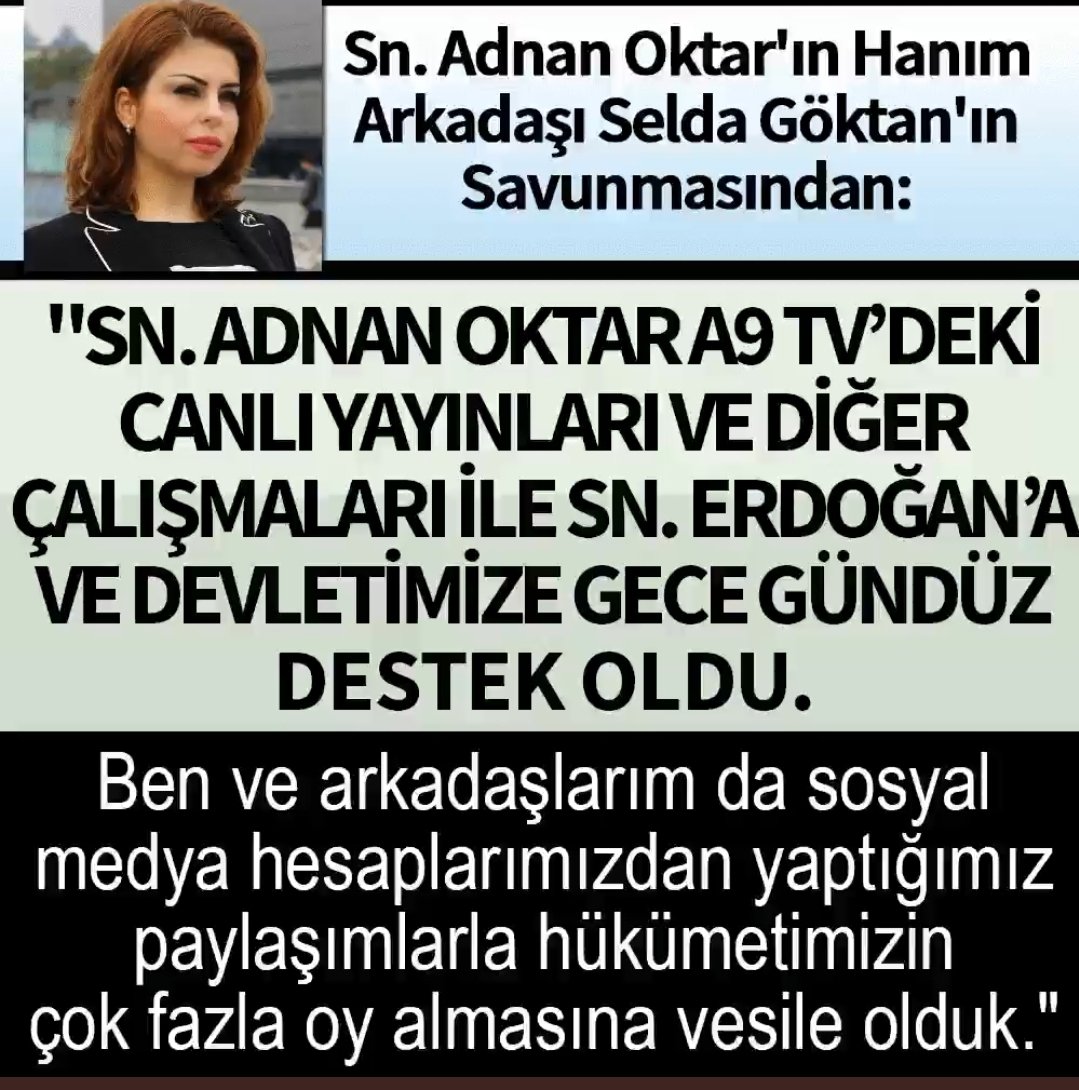 Sn. Adnan Oktar'ın Hanım
Arkadaşı Selda Göktan'ın
Savunmasından:
"SN. ADNAN OKTAR A9 TV’DEKİ
CANLI YAYINLARI VE DİĞER
ÇALIŞMALARI İLE SN. ERDOĞAN’A
VE DEVLETİMİZE GECE GÜNDÜZ
DESTEK OLDU.
Ben ve arkadaşlarım da sosyal
medya hesaplarımızdan yaptığımız
paylaşımlarla hükümetimizin
çok fazla oy almasına vesile olduk."